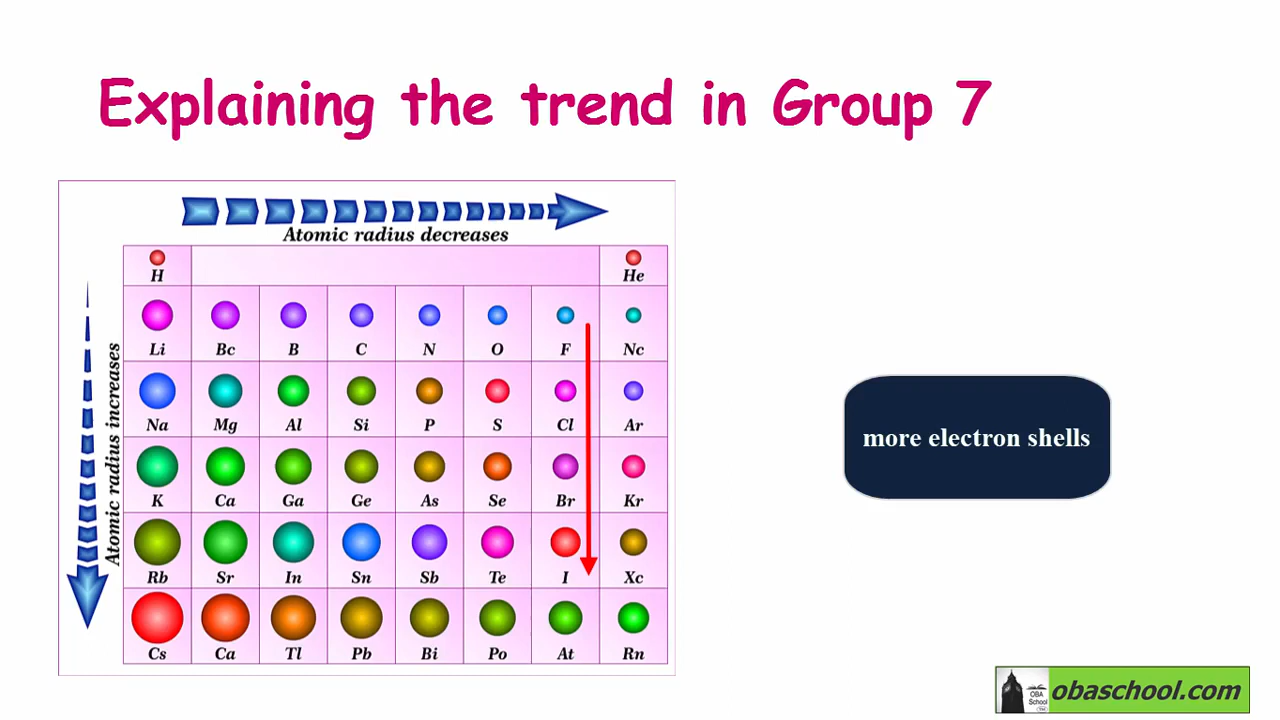 Explaining the trend in Group 7
Atomic radius decreases
Atomic radius increases
H He
Li Bc B C N O F Nc
Na Mg Al Si P S Cl Ar
K Ca Ga Ge As Se Br Kr
Rb Sr In Sn Sb Te I Xc
Cs Ca Tl Pb Bi Po At Rn
more electron shells
OBA
School
obaschool.com